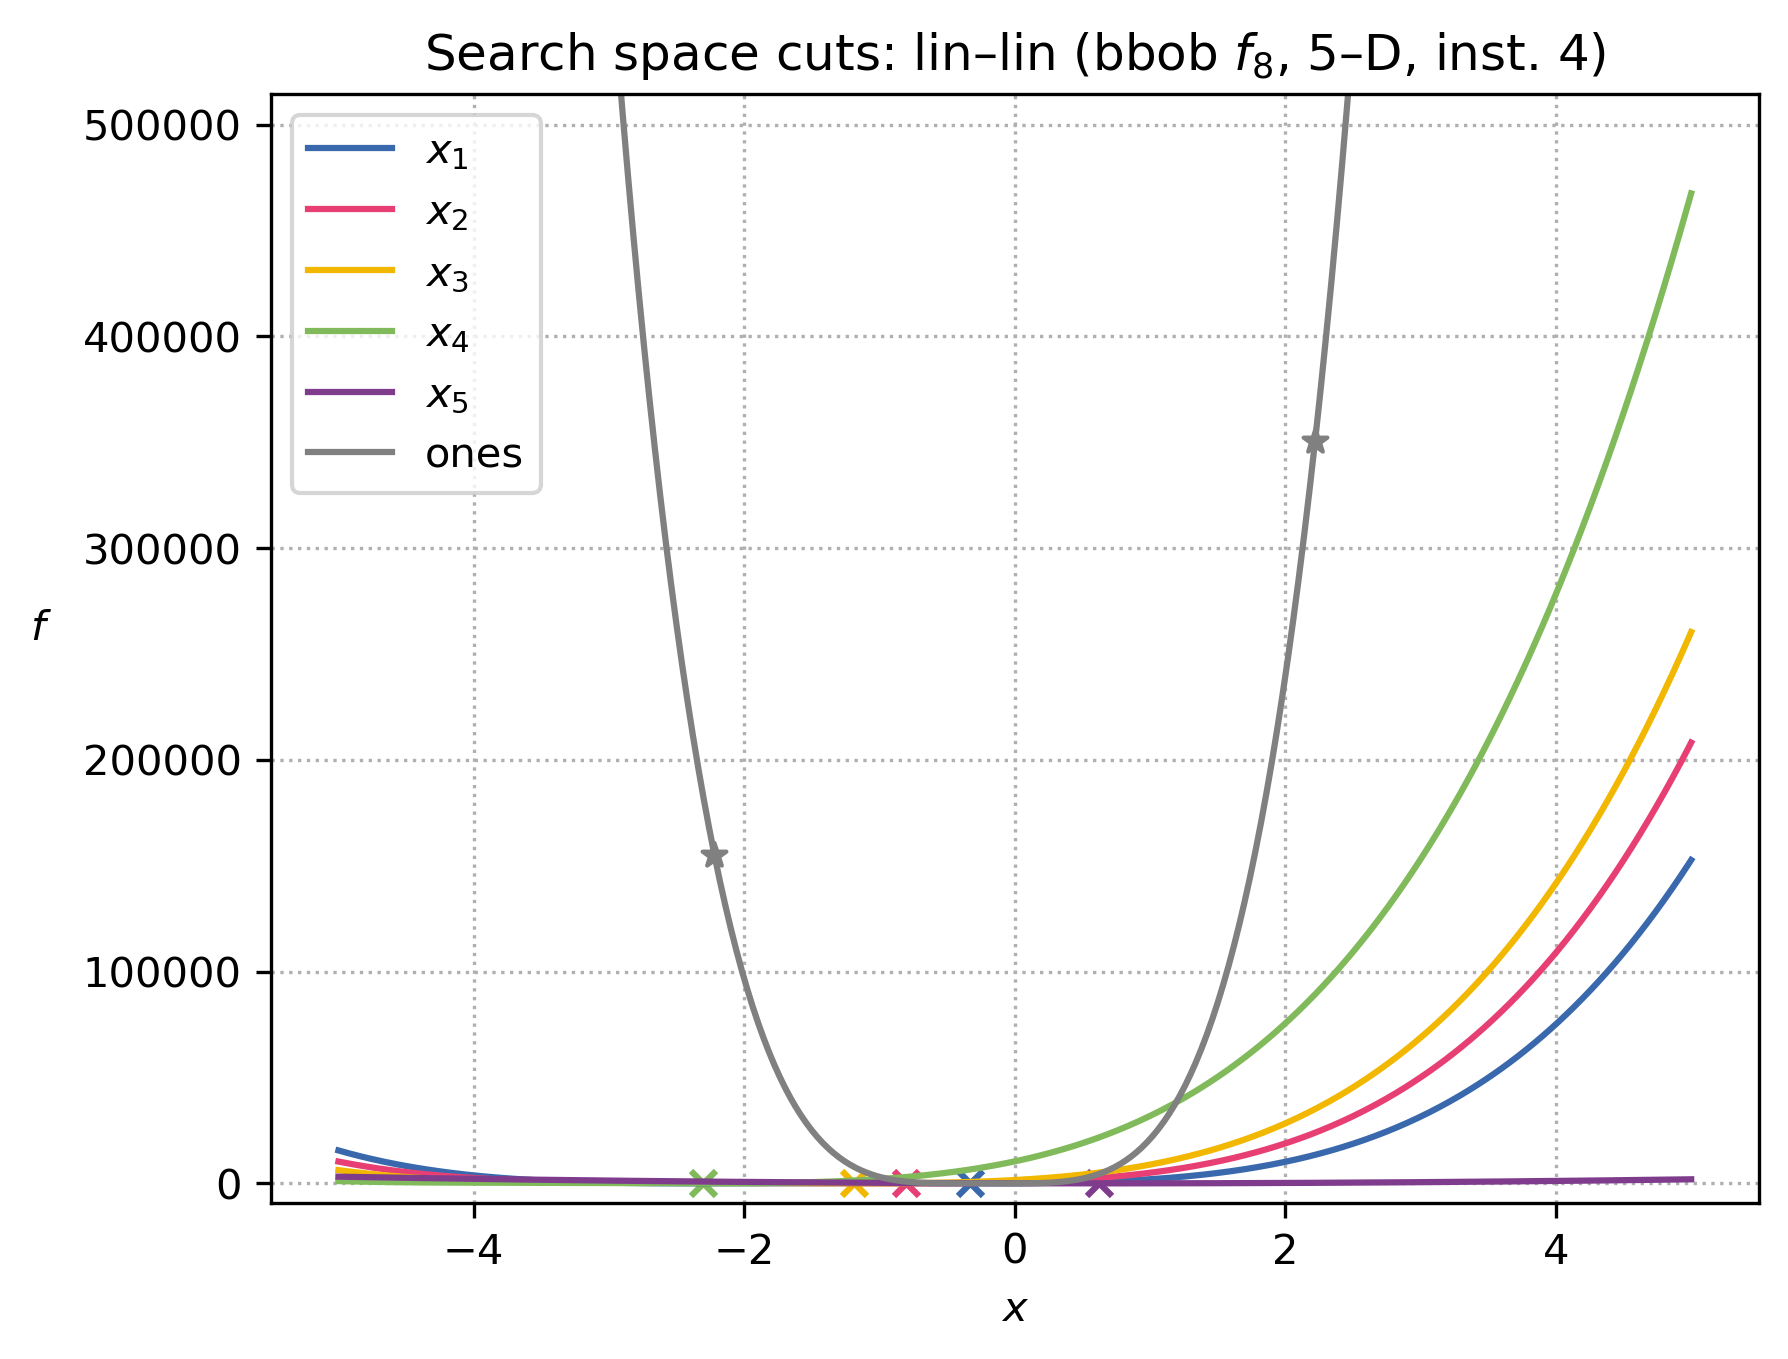 Search space cuts: lin–lin (bbob f₈, 5–D, inst. 4)
500000
400000
300000
200000
100000
0
f
x₁
x₂
x₃
x₄
x₅
ones
−4 −2 0 2 4
x